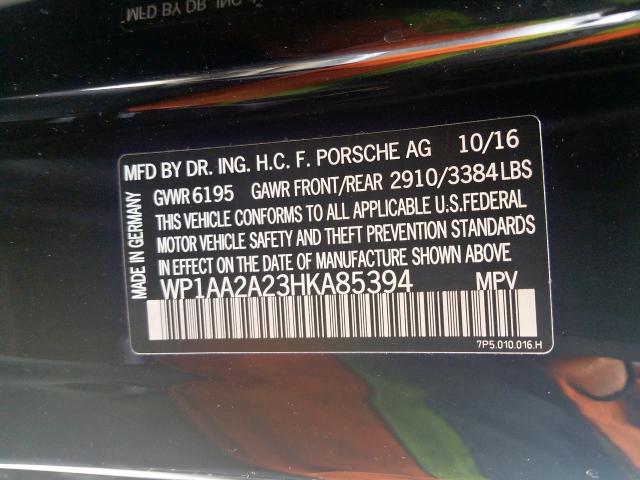 MFD BY DR. ING. H.C. F. PORSCHE AG 10/16
GVWR 6195 GAWR FRONT/REAR 2910/3384 LBS
THIS VEHICLE CONFORMS TO ALL APPLICABLE U.S.FEDERAL
MOTOR VEHICLE SAFETY AND THEFT PREVENTION STANDARDS
IN EFFECT ON THE DATE OF MANUFACTURE SHOWN ABOVE
WP1AA2A23HKA85394 MPV
7P5.010.016.H
MADE IN GERMANY